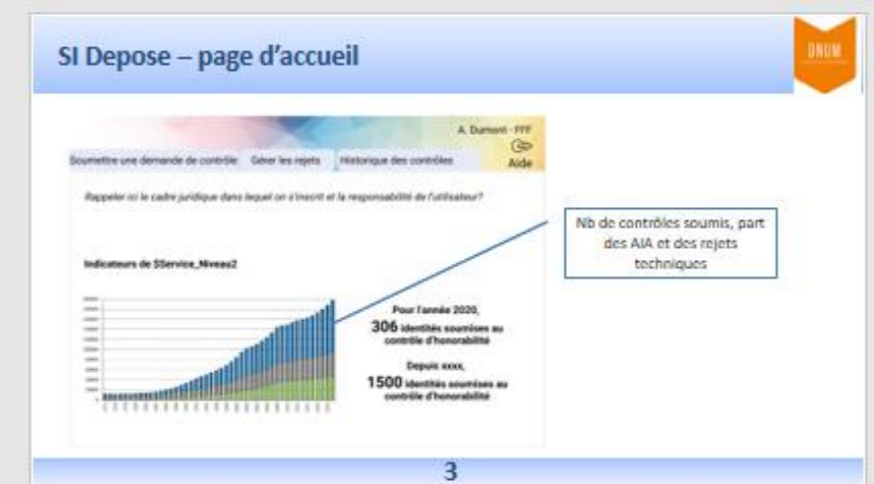 SI Depose – page d'accueil
DNUM
A. Dumont - FFF
Soumettre une demande de contrôle Gérer les rejets Historique des contrôles Aide
Rappeler ici le cadre juridique dans lequel on s'inscrit et la responsabilité de l'utilisateur?
Nb de contrôles soumis, part
des AIA et des rejets
techniques
Indicateurs de $Service_Niveau2
Pour l'année 2020,
306 identités soumises au
contrôle d'honorabilité
Depuis xxxx,
1500 identités soumises au
contrôle d'honorabilité
3